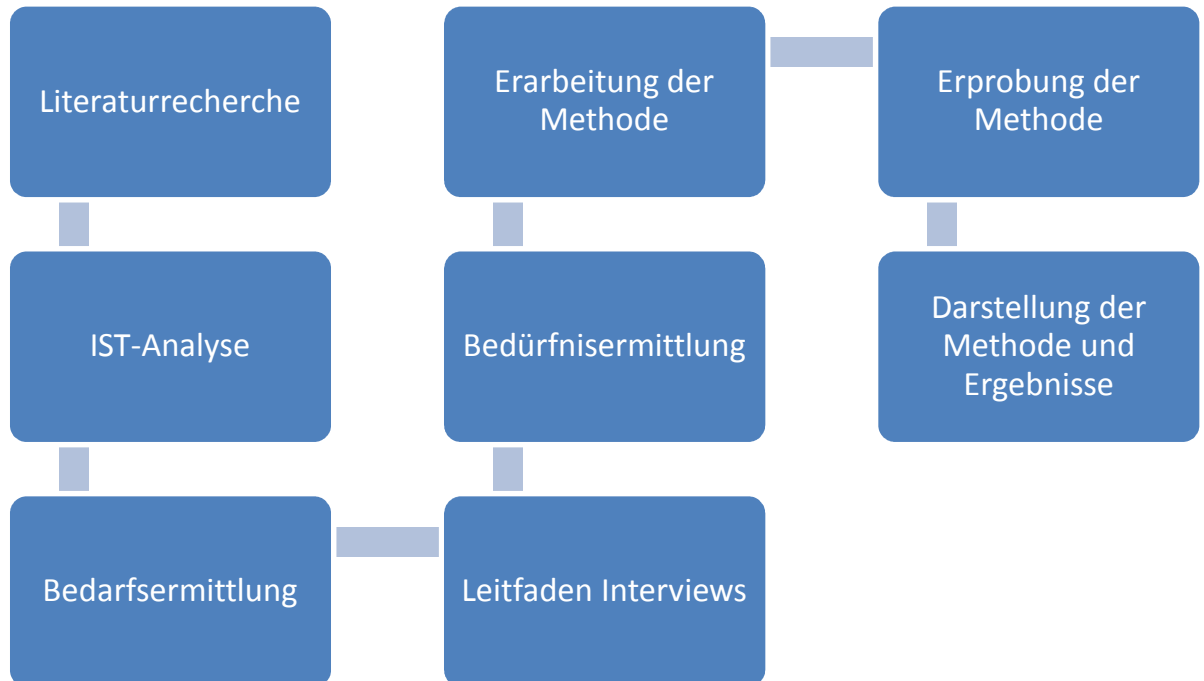 Literaturrecherche
IST-Analyse
Bedarfsermittlung
Leitfaden Interviews
Bedürfnisermittlung
Erarbeitung der
Methode
Erprobung der
Methode
Darstellung der
Methode und
Ergebnisse